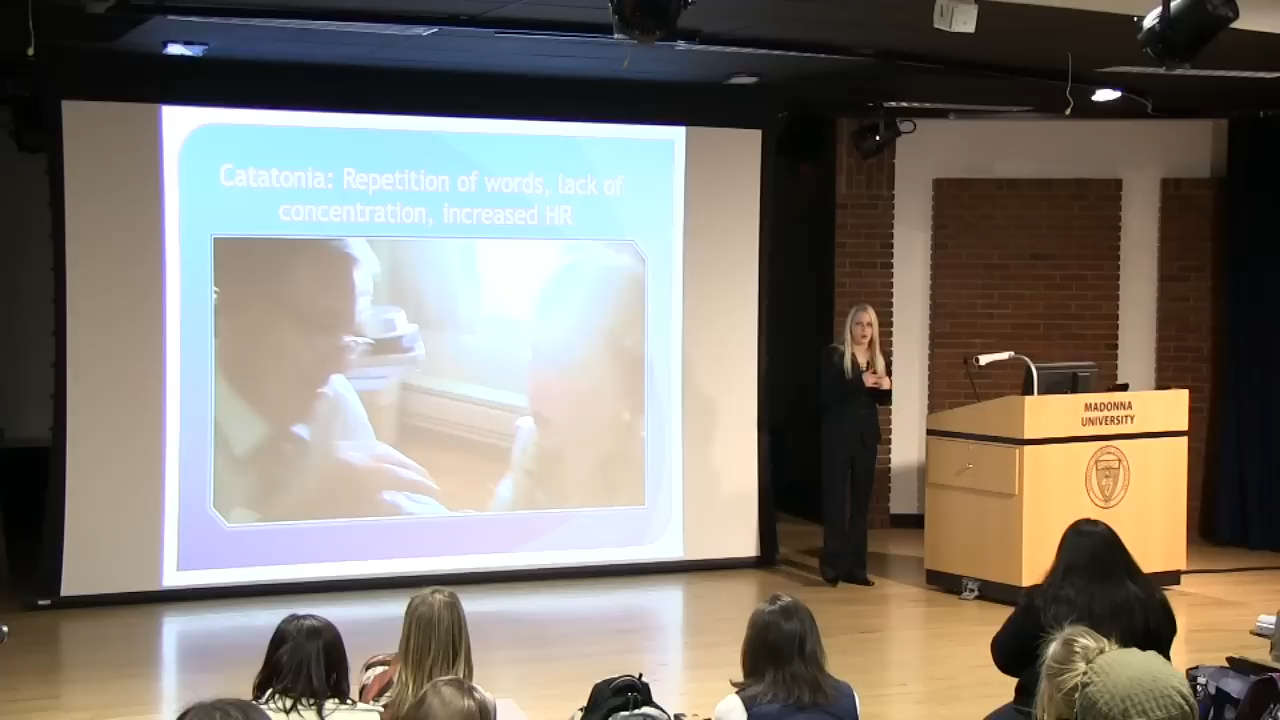 Catatonia: Repetition of words, lack of
concentration, increased HR
MADONNA
UNIVERSITY